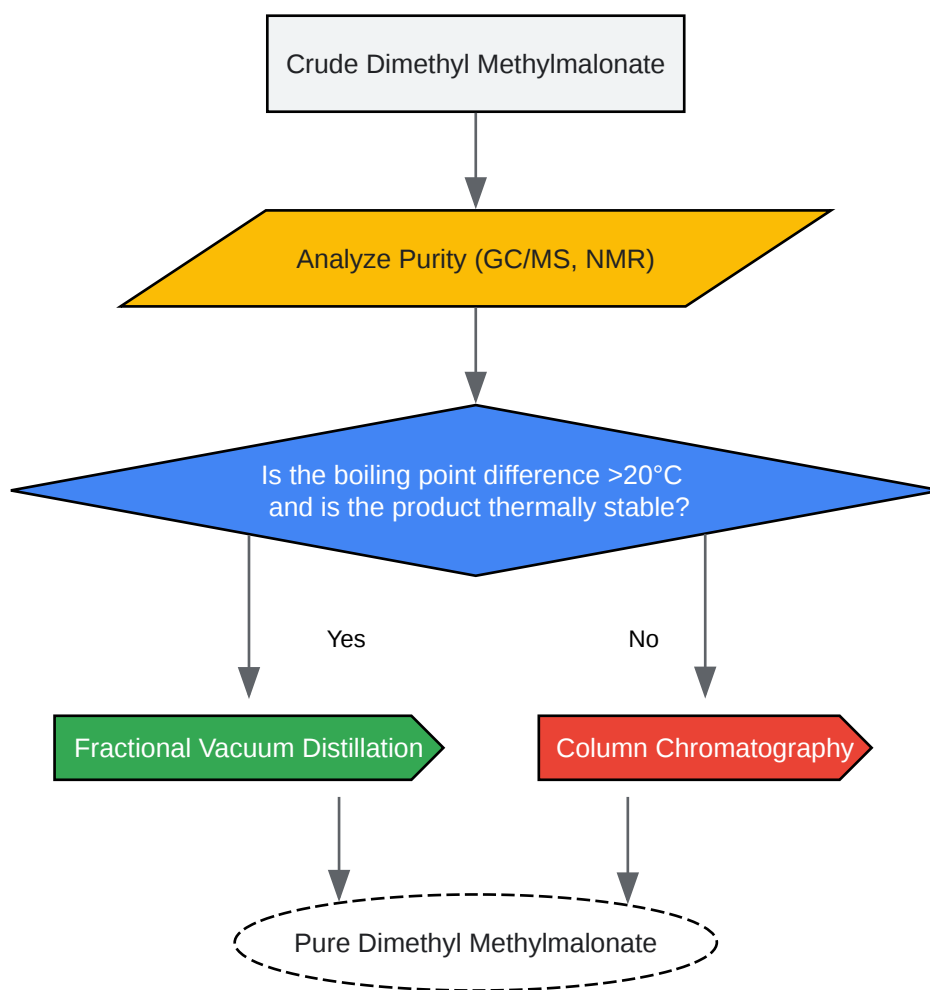 Crude Dimethyl Methylmalonate
Analyze Purity (GC/MS, NMR)
Is the boiling point difference >20°C
and is the product thermally stable?
Yes
No
Fractional Vacuum Distillation
Column Chromatography
Pure Dimethyl Methylmalonate